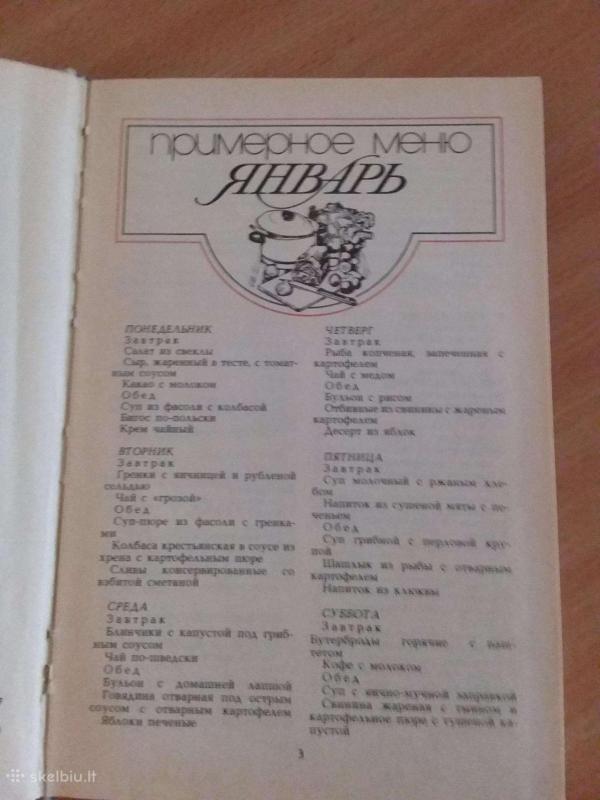 примерное меню
ЯНВАРЬ
ПОНЕДЕЛЬНИК
Завтрак
Салат из свеклы
Сыр, жаренный в тесте, с томат-
ным соусом
Какао с молоком
Обед
Суп из фасоли с колбасой
Бигос по-польски
Крем чайный
ВТОРНИК
Завтрак
Гренки с яичницей и рубленой
сельдью
Чай с «грозой»
Обед
Суп-пюре из фасоли с гренка-
ми
Колбаса крестьянская в соусе из
хрена с картофельным пюре
Сливы консервированные со
взбитой сметаной
СРЕДА
Завтрак
Блинчики с капустой под гриб-
ным соусом
Чай по-шведски
Обед
Бульон с домашней лапшой
Говядина отварная под острым
соусом с отварным картофелем
Яблоки печеные
ЧЕТВЕРГ
Завтрак
Рыба копченая, запеченная с
картофелем
Чай с медом
Обед
Бульон с рисом
Отбивные из свинины с жареным
картофелем
Десерт из яблок
ПЯТНИЦА
Завтрак
Суп молочный с ржаным хле-
бом
Напиток из сушеной мяты с пе-
ченьем
Обед
Суп грибной с перловой кру-
пой
Шашлык из рыбы с отварным
картофелем
Напиток из клюквы
СУББОТА
Завтрак
Бутерброды горячие с паш-
тетом
Кофе с молоком
Обед
Суп с яично-мучной заправкой
Свинина жареная с тмином и
картофельное пюре с тушеной ка-
пустой
3
skelbiu.lt